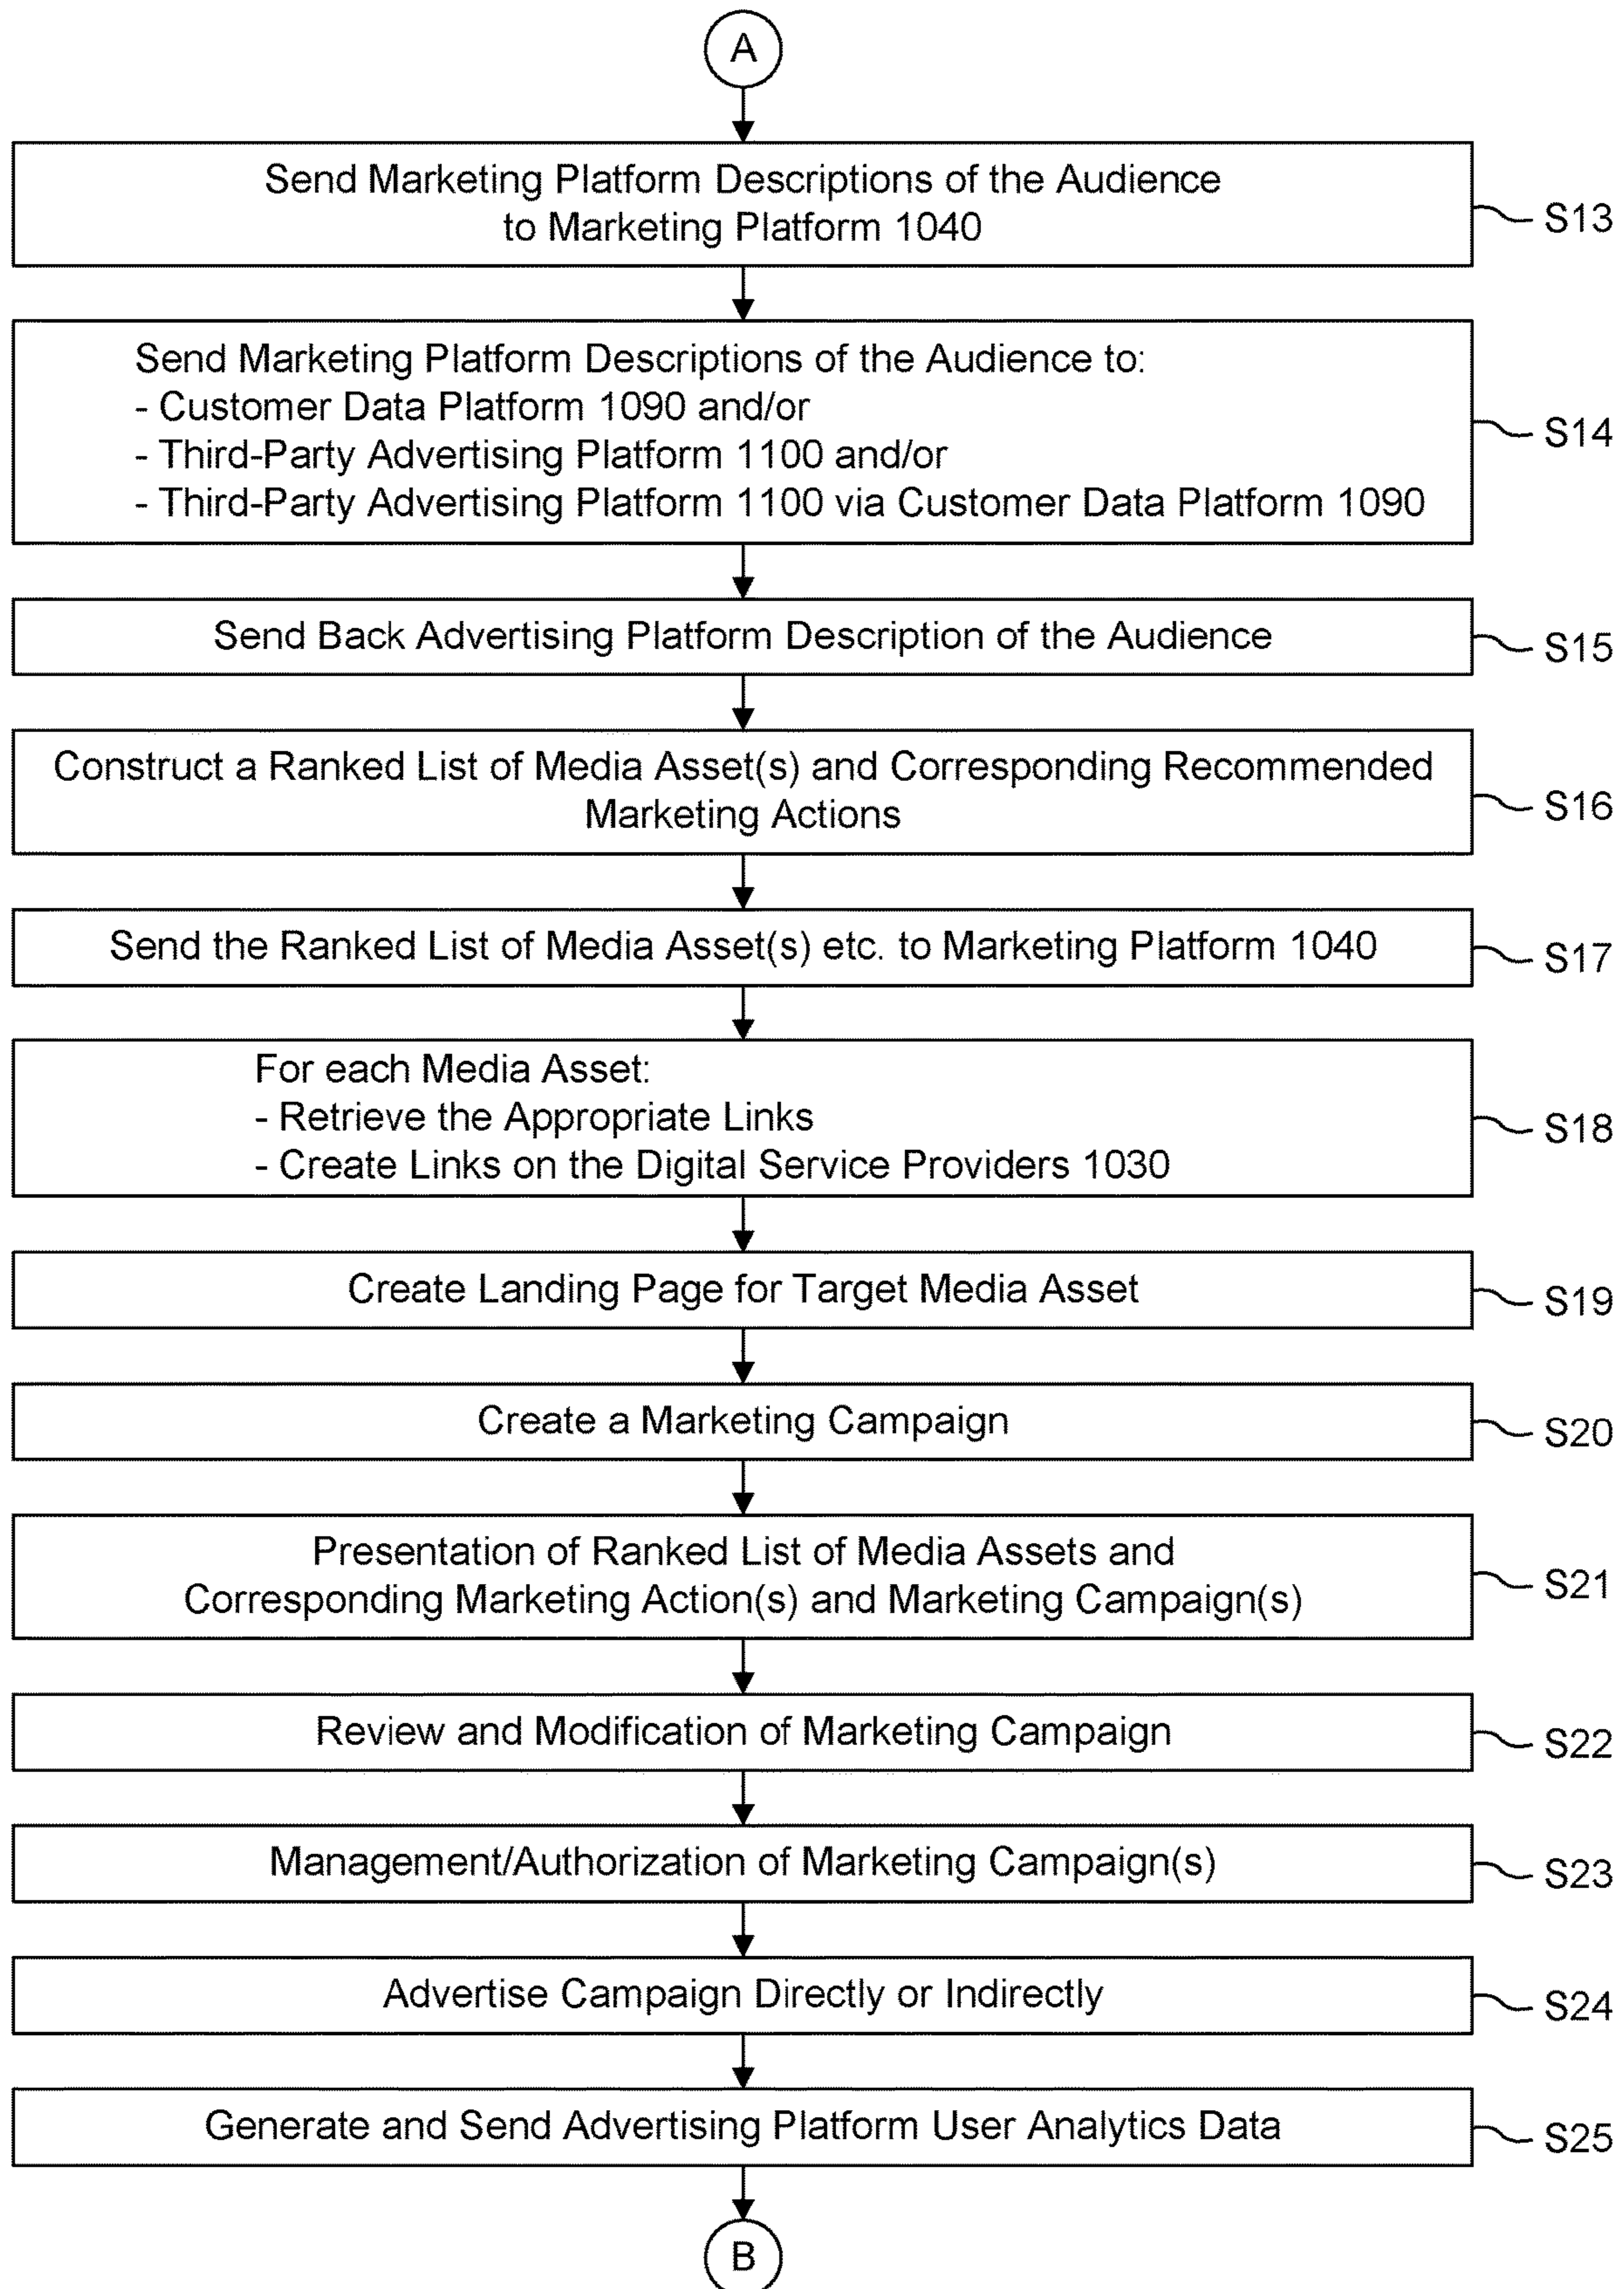 A
Send Marketing Platform Descriptions of the Audience
to Marketing Platform 1040
S13
Send Marketing Platform Descriptions of the Audience to:
- Customer Data Platform 1090 and/or
- Third-Party Advertising Platform 1100 and/or
- Third-Party Advertising Platform 1100 via Customer Data Platform 1090
S14
Send Back Advertising Platform Description of the Audience
S15
Construct a Ranked List of Media Asset(s) and Corresponding Recommended
Marketing Actions
S16
Send the Ranked List of Media Asset(s) etc. to Marketing Platform 1040
S17
For each Media Asset:
- Retrieve the Appropriate Links
- Create Links on the Digital Service Providers 1030
S18
Create Landing Page for Target Media Asset
S19
Create a Marketing Campaign
S20
Presentation of Ranked List of Media Assets and
Corresponding Marketing Action(s) and Marketing Campaign(s)
S21
Review and Modification of Marketing Campaign
S22
Management/Authorization of Marketing Campaign(s)
S23
Advertise Campaign Directly or Indirectly
S24
Generate and Send Advertising Platform User Analytics Data
S25
B